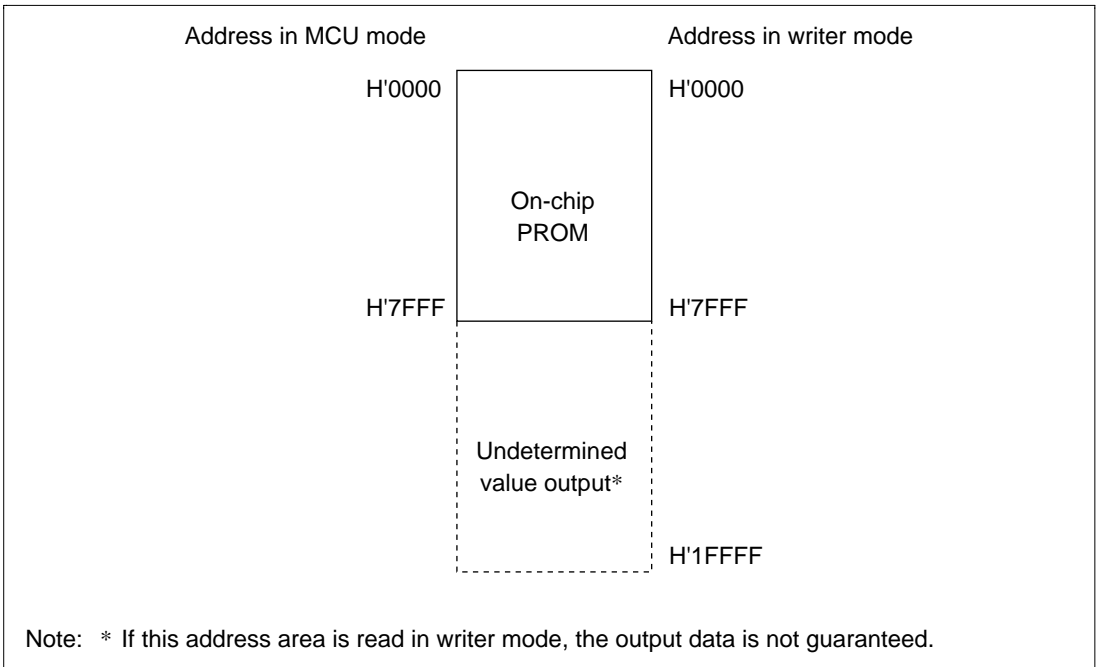 Address in MCU mode Address in writer mode
H'0000 H'0000
On-chip
PROM
H'7FFF H'7FFF
Undetermined
value output*
H'1FFFF
Note: * If this address area is read in writer mode, the output data is not guaranteed.